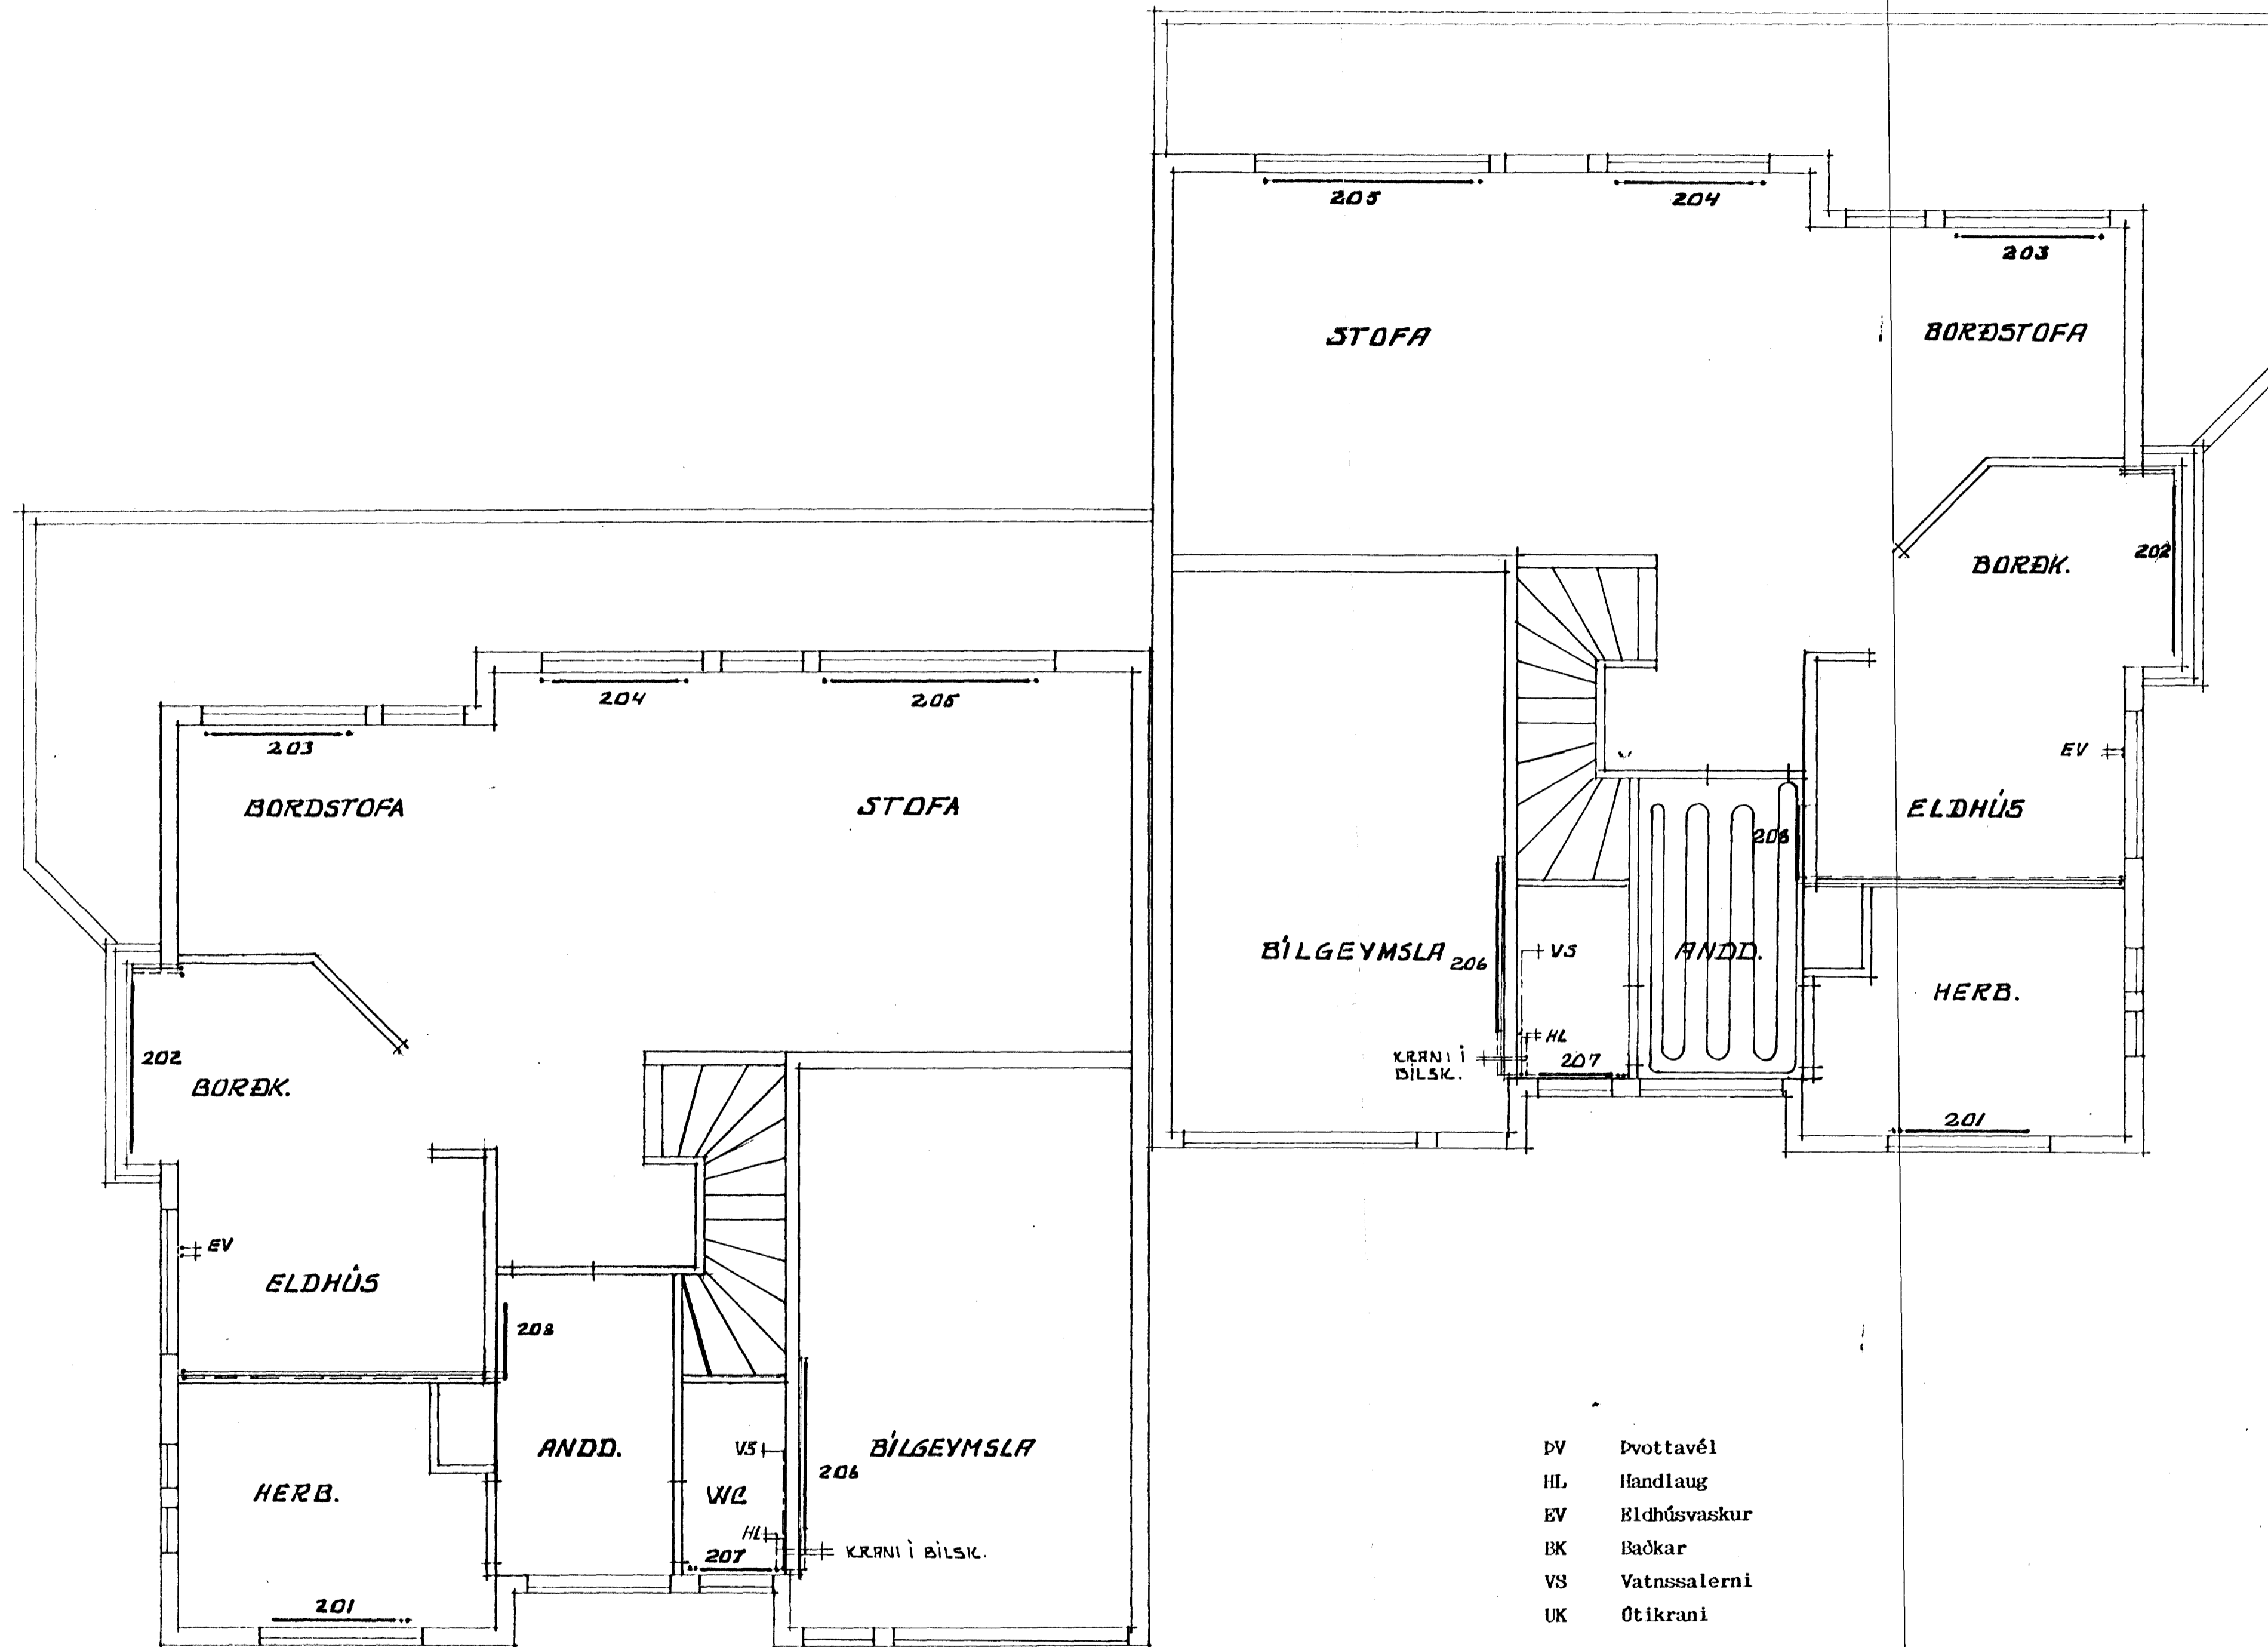 205
204
203
STOFA
BORÐSTOFA
BORÐK.
202
EV
ELDHÚS
208
BÍLGEYMSLA
206
VS
ANDD.
HERB.
HL
KRANI Í
BÍLSK.
207
201
204
205
203
BORDSTOFA
STOFA
202
BORÐK.
EV
ELDHÚS
208
ANDD.
VS
BÍLGEYMSLA
206
HERB.
WC
HL
207
KRANI Í BÍLSK.
201
ÞV Þvottavél
HL Handlaug
EV Eldhúsvaskur
BK Baðkar
VS Vatnssalerni
UK Útikrani